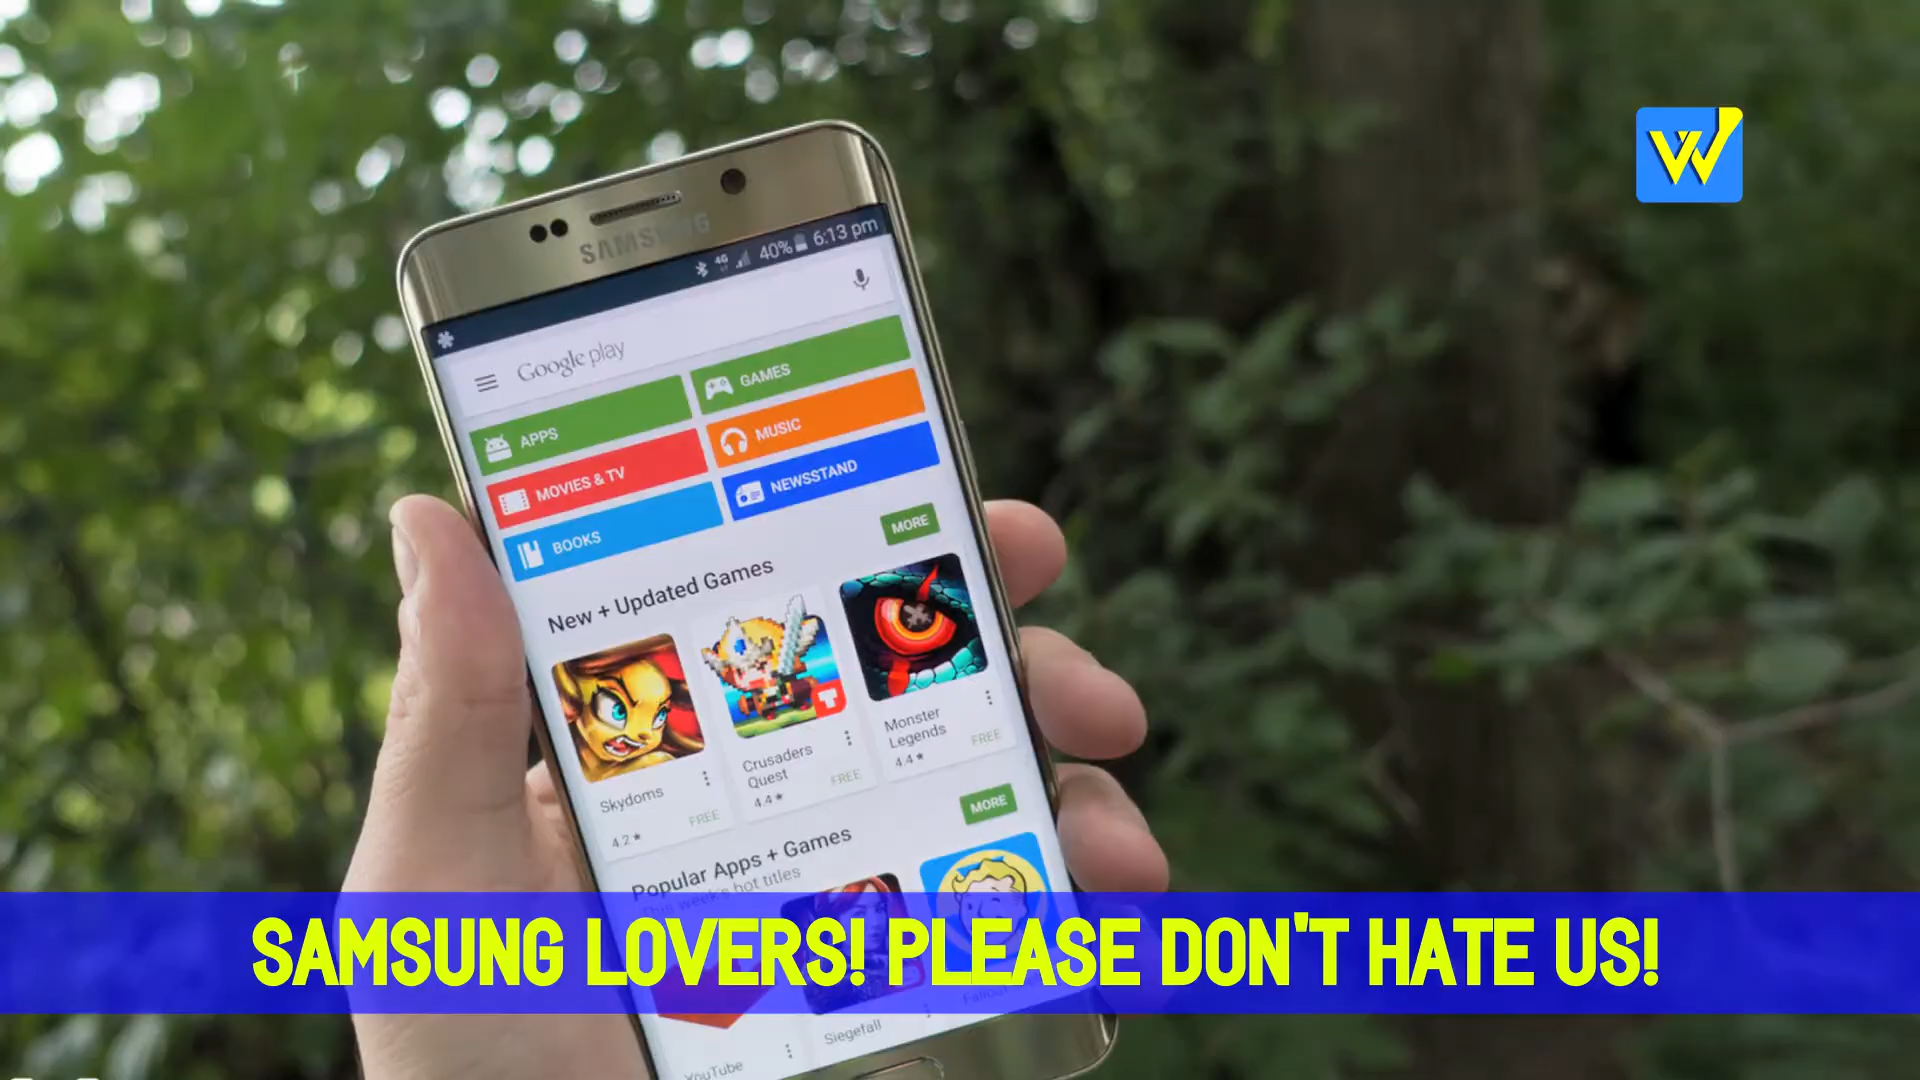 W
SAMSUNG
4G 40% 6:13 pm
Google play
APPS
GAMES
MOVIES & TV
MUSIC
BOOKS
NEWSSTAND
New + Updated Games
MORE
Skydoms
4.2★
FREE
Crusaders
Quest
4.4★
FREE
Monster
Legends
4.4★
FREE
Popular Apps + Games
MORE
This week's hot titles
SAMSUNG LOVERS! PLEASE DON'T HATE US!
YouTube
Siegefall